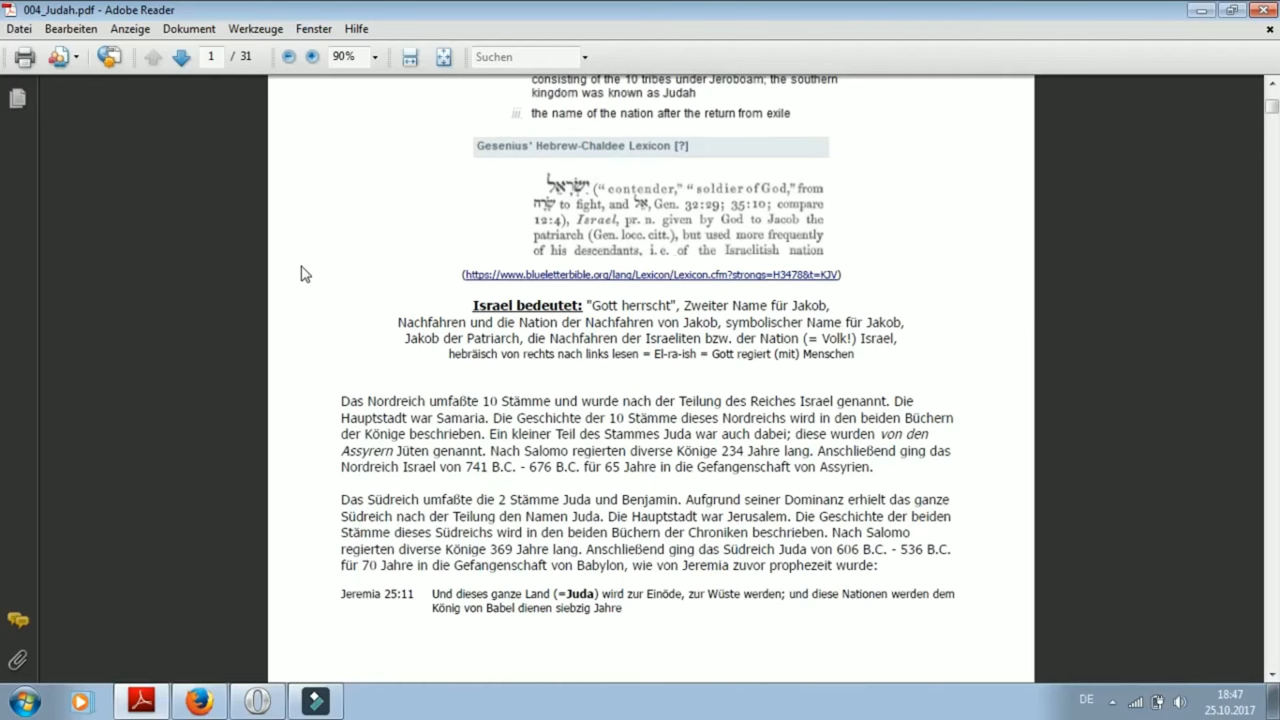 004_Judah.pdf - Adobe Reader
Datei Bearbeiten Anzeige Dokument Werkzeuge Fenster Hilfe
1 / 31 90% Suchen
consisting of the 10 tribes under Jeroboam; the southern
kingdom was known as Judah
iii. the name of the nation after the return from exile
Gesenius' Hebrew-Chaldee Lexicon [?]
יִשְׂרָאֵל ("contender," "soldier of God," from
שָׂרָה to fight, and אֵל, Gen. 32:29; 35:10; compare
12:4), Israel, pr. n. given by God to Jacob the
patriarch (Gen. locc. citt.), but used more frequently
of his descendants, i. e. of the Israelitish nation
(https://www.blueletterbible.org/lang/Lexicon/Lexicon.cfm?strongs=H3478&t=KJV)
Israel bedeutet: "Gott herrscht", Zweiter Name für Jakob,
Nachfahren und die Nation der Nachfahren von Jakob, symbolischer Name für Jakob,
Jakob der Patriarch, die Nachfahren der Israeliten bzw. der Nation (= Volk!) Israel,
hebräisch von rechts nach links lesen = El-ra-ish = Gott regiert (mit) Menschen
Das Nordreich umfaßte 10 Stämme und wurde nach der Teilung des Reiches Israel genannt. Die
Hauptstadt war Samaria. Die Geschichte der 10 Stämme dieses Nordreichs wird in den beiden Büchern
der Könige beschrieben. Ein kleiner Teil des Stammes Juda war auch dabei; diese wurden von den
Assyrern Jüten genannt. Nach Salomo regierten diverse Könige 234 Jahre lang. Anschließend ging das
Nordreich Israel von 741 B.C. - 676 B.C. für 65 Jahre in die Gefangenschaft von Assyrien.
Das Südreich umfaßte die 2 Stämme Juda und Benjamin. Aufgrund seiner Dominanz erhielt das ganze
Südreich nach der Teilung den Namen Juda. Die Hauptstadt war Jerusalem. Die Geschichte der beiden
Stämme dieses Südreichs wird in den beiden Büchern der Chroniken beschrieben. Nach Salomo
regierten diverse Könige 369 Jahre lang. Anschließend ging das Südreich Juda von 606 B.C. - 536 B.C.
für 70 Jahre in die Gefangenschaft von Babylon, wie von Jeremia zuvor prophezeit wurde:
Jeremia 25:11 Und dieses ganze Land (=Juda) wird zur Einöde, zur Wüste werden; und diese Nationen werden dem
König von Babel dienen siebzig Jahre
DE 18:47
25.10.2017